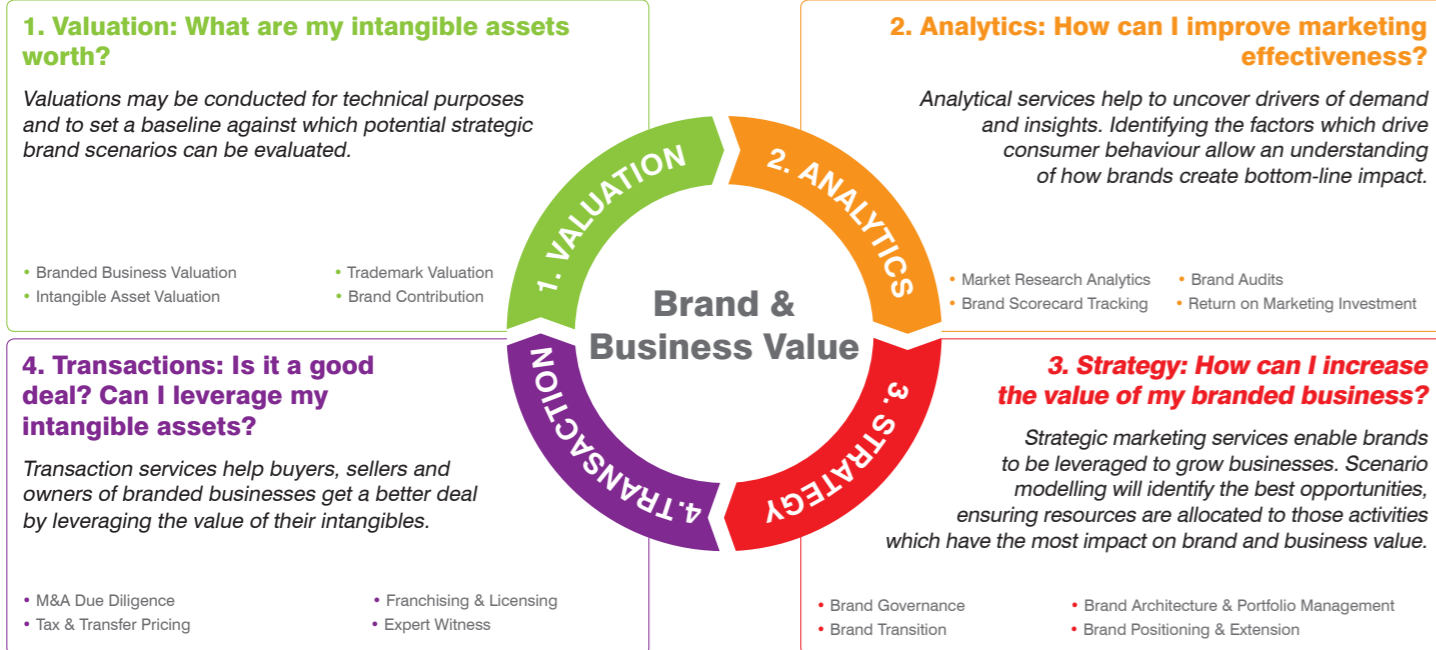 1. Valuation: What are my intangible assets
worth?
Valuations may be conducted for technical purposes
and to set a baseline against which potential strategic
brand scenarios can be evaluated.
• Branded Business Valuation
• Trademark Valuation
• Intangible Asset Valuation
• Brand Contribution
2. Analytics: How can I improve marketing
effectiveness?
Analytical services help to uncover drivers of demand
and insights. Identifying the factors which drive
consumer behaviour allow an understanding
of how brands create bottom-line impact.
• Market Research Analytics
• Brand Audits
• Brand Scorecard Tracking
• Return on Marketing Investment
1. VALUATION
2. ANALYTICS
3. STRATEGY
4.TRANSACTION
Brand &
Business Value
4. Transactions: Is it a good
deal? Can I leverage my
intangible assets?
Transaction services help buyers, sellers and
owners of branded businesses get a better deal
by leveraging the value of their intangibles.
• M&A Due Diligence
• Franchising & Licensing
• Tax & Transfer Pricing
• Expert Witness
3. Strategy: How can I increase
the value of my branded business?
Strategic marketing services enable brands
to be leveraged to grow businesses. Scenario
modelling will identify the best opportunities,
ensuring resources are allocated to those activities
which have the most impact on brand and business value.
• Brand Governance
• Brand Architecture & Portfolio Management
• Brand Transition
• Brand Positioning & Extension